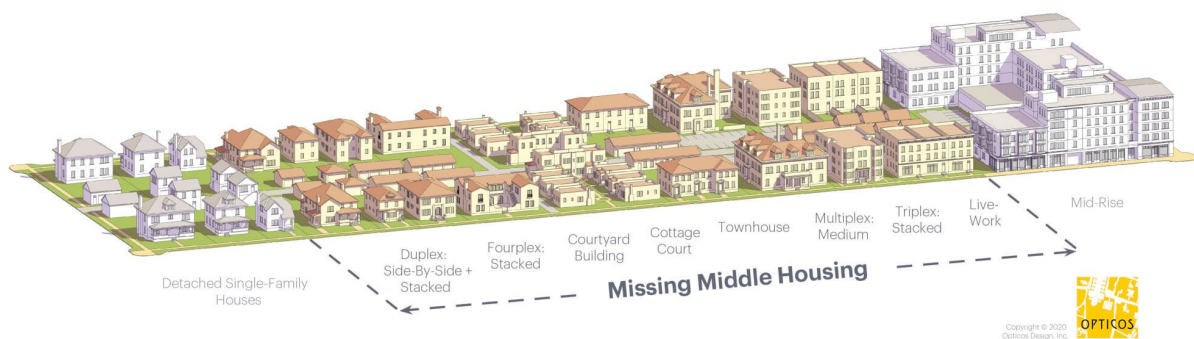 Detached Single-Family
Houses
Duplex:
Side-By-Side +
Stacked
Fourplex:
Stacked
Courtyard
Building
Cottage
Court
Townhouse
Multiplex:
Medium
Triplex:
Stacked
Live-
Work
Mid-Rise
Missing Middle Housing
Copyright © 2020
Opticos Design, Inc.
OPTICOS